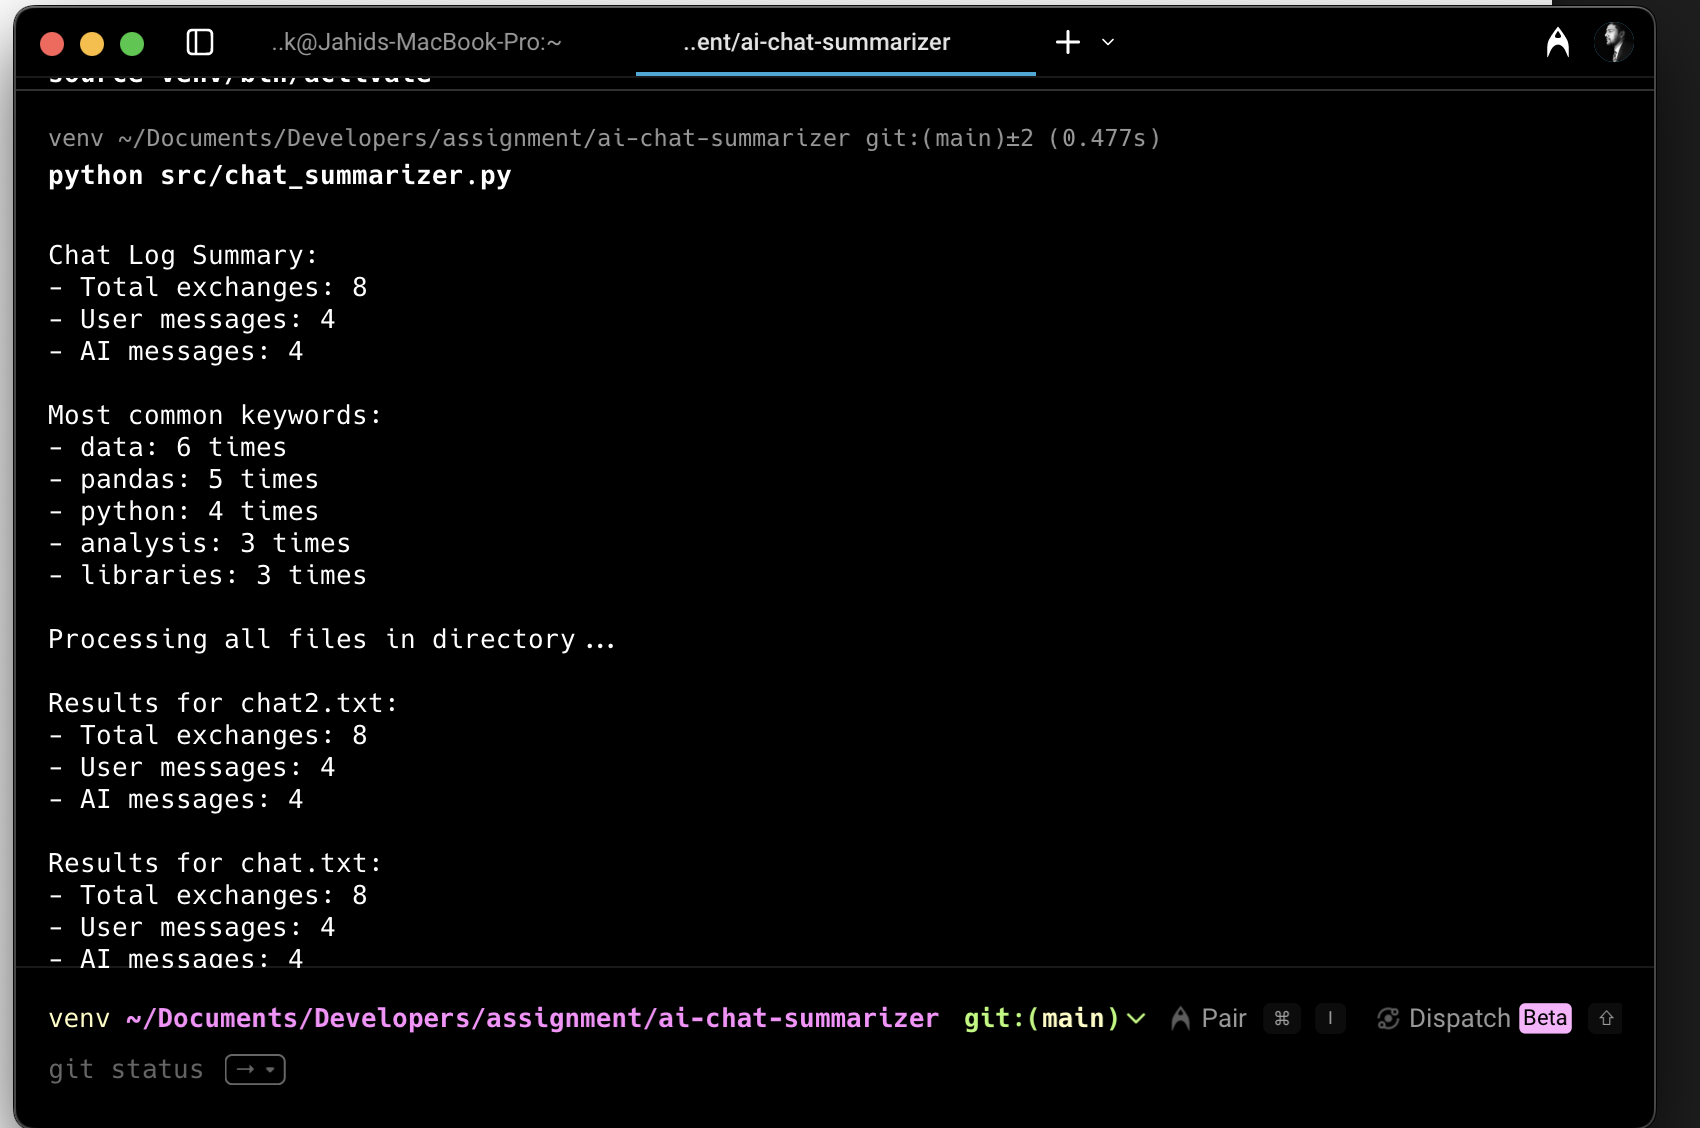 ..k@Jahids-MacBook-Pro:~
..ent/ai-chat-summarizer
source venv/bin/activate
venv ~/Documents/Developers/assignment/ai-chat-summarizer git:(main)±2 (0.477s)
python src/chat_summarizer.py
Chat Log Summary:
- Total exchanges: 8
- User messages: 4
- AI messages: 4
Most common keywords:
- data: 6 times
- pandas: 5 times
- python: 4 times
- analysis: 3 times
- libraries: 3 times
Processing all files in directory...
Results for chat2.txt:
- Total exchanges: 8
- User messages: 4
- AI messages: 4
Results for chat.txt:
- Total exchanges: 8
- User messages: 4
- AI messages: 4
venv ~/Documents/Developers/assignment/ai-chat-summarizer git:(main) Pair ⌘ I Dispatch Beta ⇧
git status